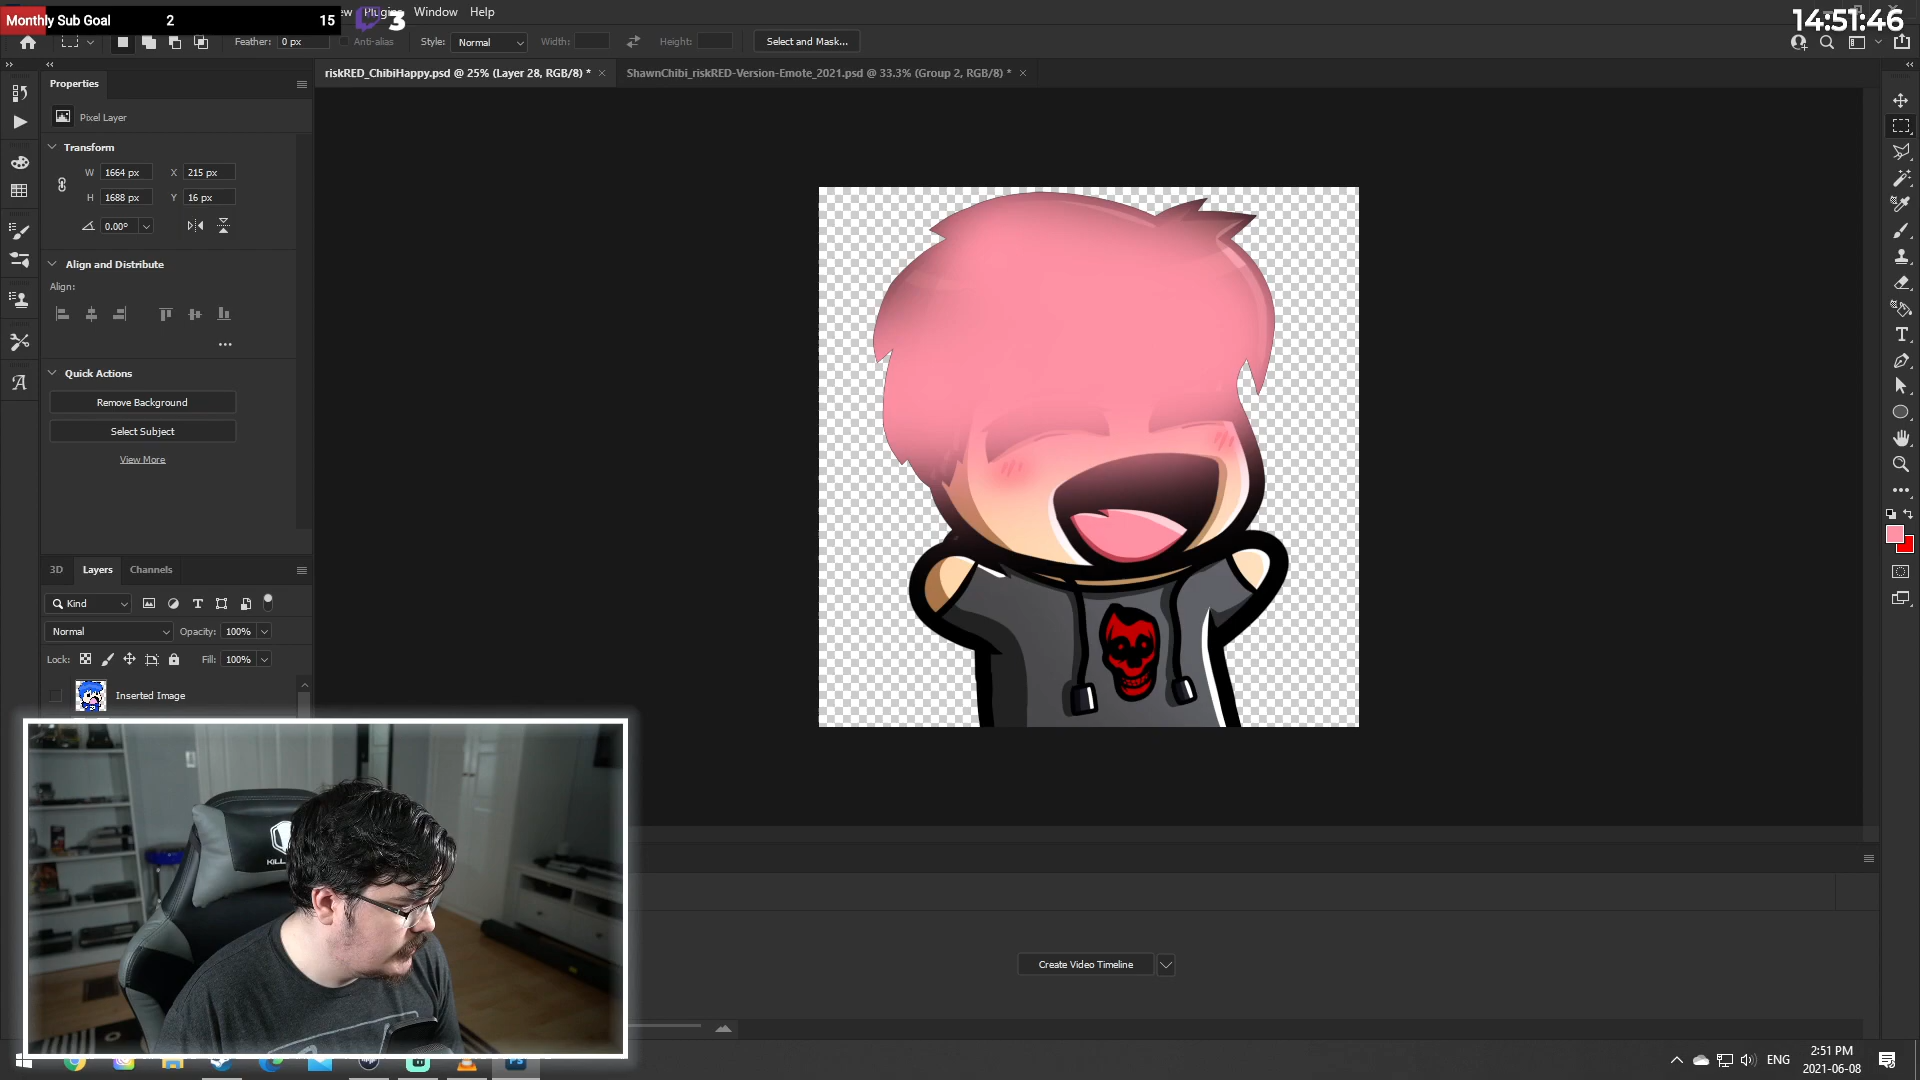 Monthly Sub Goal 2 15
3
Plugins Window Help
14:51:46
Feather: 0 px Anti-alias Style: Normal Width: Height: Select and Mask...
riskRED_ChibiHappy.psd @ 25% (Layer 28, RGB/8) * ShawnChibi_riskRED-Version-Emote_2021.psd @ 33.3% (Group 2, RGB/8) *
Properties
Pixel Layer
Transform
W 1664 px X 215 px
H 1688 px Y 16 px
0.00°
Align and Distribute
Align:
Quick Actions
Remove Background
Select Subject
View More
3D Layers Channels
Kind
Normal Opacity: 100%
Lock: Fill: 100%
Inserted Image
KILL
Create Video Timeline
ENG
2:51 PM
2021-06-08